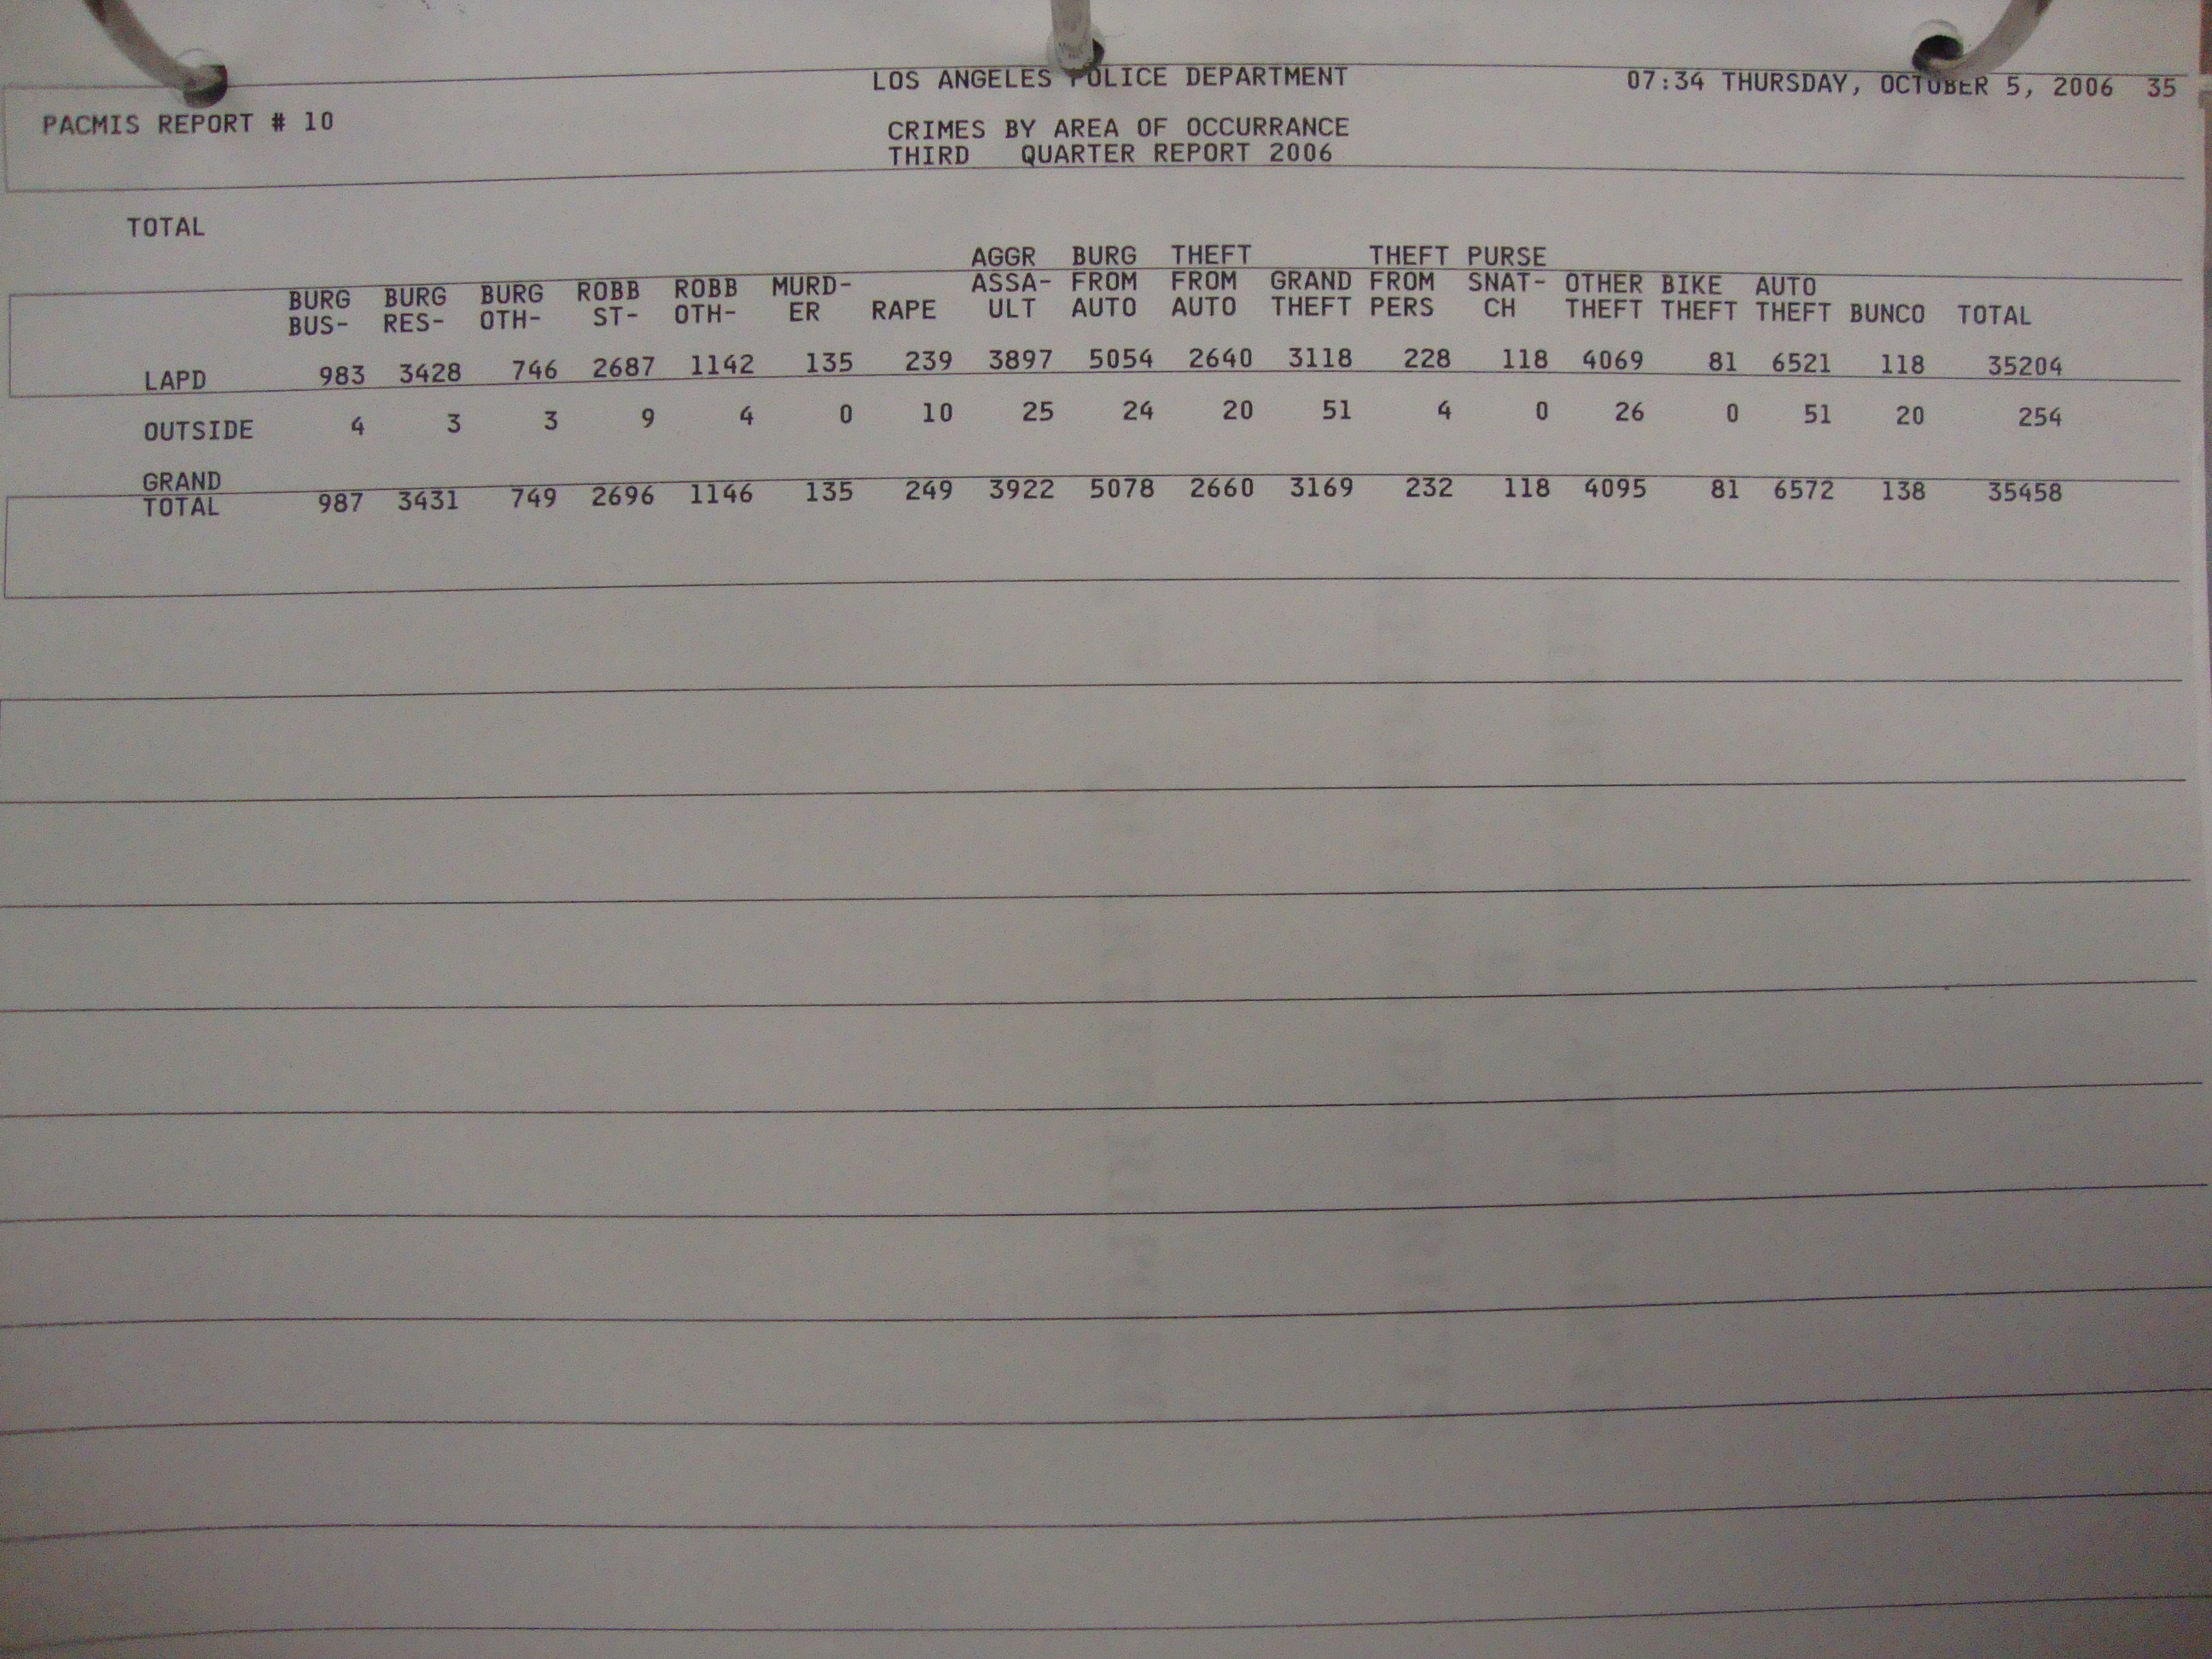 LOS ANGELES POLICE DEPARTMENT 07:34 THURSDAY, OCTOBER 5, 2006 35
PACMIS REPORT # 10 CRIMES BY AREA OF OCCURRANCE
THIRD QUARTER REPORT 2006
TOTAL
AGGR BURG THEFT THEFT PURSE
BURG BURG BURG ROBB ROBB MURD- ASSA- FROM FROM GRAND FROM SNAT- OTHER BIKE AUTO
BUS- RES- OTH- ST- OTH- ER RAPE ULT AUTO AUTO THEFT PERS CH THEFT THEFT THEFT BUNCO TOTAL
LAPD 983 3428 746 2687 1142 135 239 3897 5054 2640 3118 228 118 4069 81 6521 118 35204
OUTSIDE 4 3 3 9 4 0 10 25 24 20 51 4 0 26 0 51 20 254
GRAND
TOTAL 987 3431 749 2696 1146 135 249 3922 5078 2660 3169 232 118 4095 81 6572 138 35458